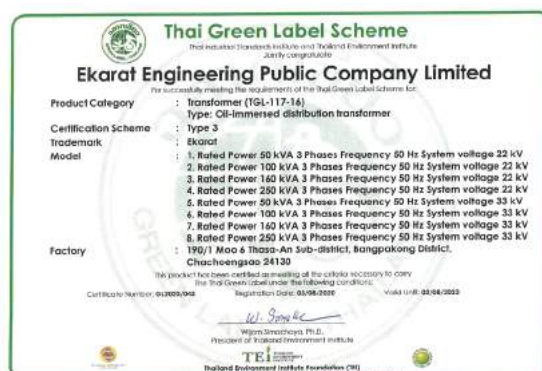 Thai Green Label Scheme
Thai Industrial Standards Institute and Thailand Environment Institute
Jointly congratulate
Ekarat Engineering Public Company Limited
For successfully meeting the requirements of the Thai Green Label Scheme for:
Product Category : Transformer (TGL-117-16)
Type: Oil-immersed distribution transformer
Certification Scheme : Type 3
Trademark : Ekarat
Model : 1. Rated Power 50 kVA 3 Phases Frequency 50 Hz System voltage 22 kV
2. Rated Power 100 kVA 3 Phases Frequency 50 Hz System voltage 22 kV
3. Rated Power 160 kVA 3 Phases Frequency 50 Hz System voltage 22 kV
4. Rated Power 250 kVA 3 Phases Frequency 50 Hz System voltage 22 kV
5. Rated Power 50 kVA 3 Phases Frequency 50 Hz System voltage 33 kV
6. Rated Power 100 kVA 3 Phases Frequency 50 Hz System voltage 33 kV
7. Rated Power 160 kVA 3 Phases Frequency 50 Hz System voltage 33 kV
8. Rated Power 250 kVA 3 Phases Frequency 50 Hz System voltage 33 kV
Factory : 190/1 Moo 6 Thasa-An Sub-district, Bangpakong District,
Chachoengsao 24130
This product has been certified as meeting all the criteria necessary to carry
The Thai Green Label under the following conditions:
Certificate Number: Registration Date: 03/08/2020 Valid Until:
W. Simachaya
Wijarn Simachaya, Ph.D.
President of Thailand Environment Institute
TEI
Thailand Environment Institute Foundation (TEI)